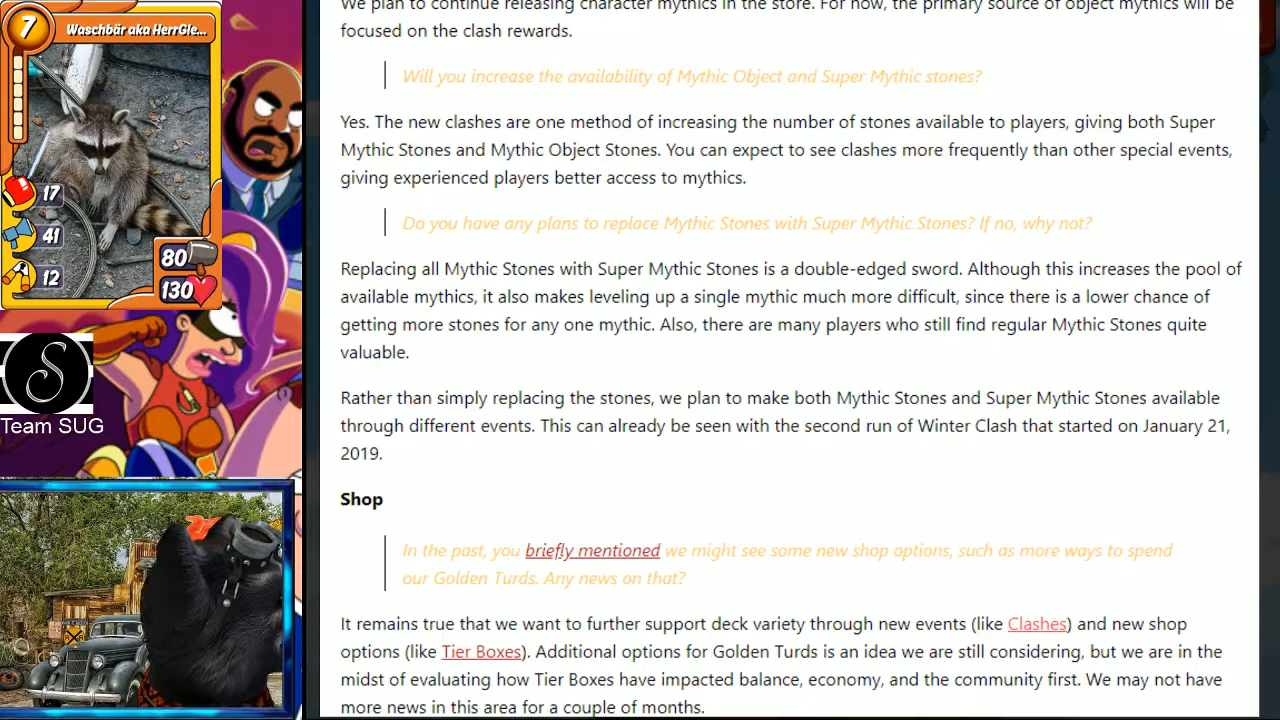 7
Waschbär aka HerrGle...
17
41
12
80
130
Team SUG
We plan to continue releasing character mythics in the store. For now, the primary source of object mythics will be
focused on the clash rewards.
Will you increase the availability of Mythic Object and Super Mythic stones?
Yes. The new clashes are one method of increasing the number of stones available to players, giving both Super
Mythic Stones and Mythic Object Stones. You can expect to see clashes more frequently than other special events,
giving experienced players better access to mythics.
Do you have any plans to replace Mythic Stones with Super Mythic Stones? If no, why not?
Replacing all Mythic Stones with Super Mythic Stones is a double-edged sword. Although this increases the pool of
available mythics, it also makes leveling up a single mythic much more difficult, since there is a lower chance of
getting more stones for any one mythic. Also, there are many players who still find regular Mythic Stones quite
valuable.
Rather than simply replacing the stones, we plan to make both Mythic Stones and Super Mythic Stones available
through different events. This can already be seen with the second run of Winter Clash that started on January 21,
2019.
Shop
In the past, you briefly mentioned we might see some new shop options, such as more ways to spend
our Golden Turds. Any news on that?
It remains true that we want to further support deck variety through new events (like Clashes) and new shop
options (like Tier Boxes). Additional options for Golden Turds is an idea we are still considering, but we are in the
midst of evaluating how Tier Boxes have impacted balance, economy, and the community first. We may not have
more news in this area for a couple of months.